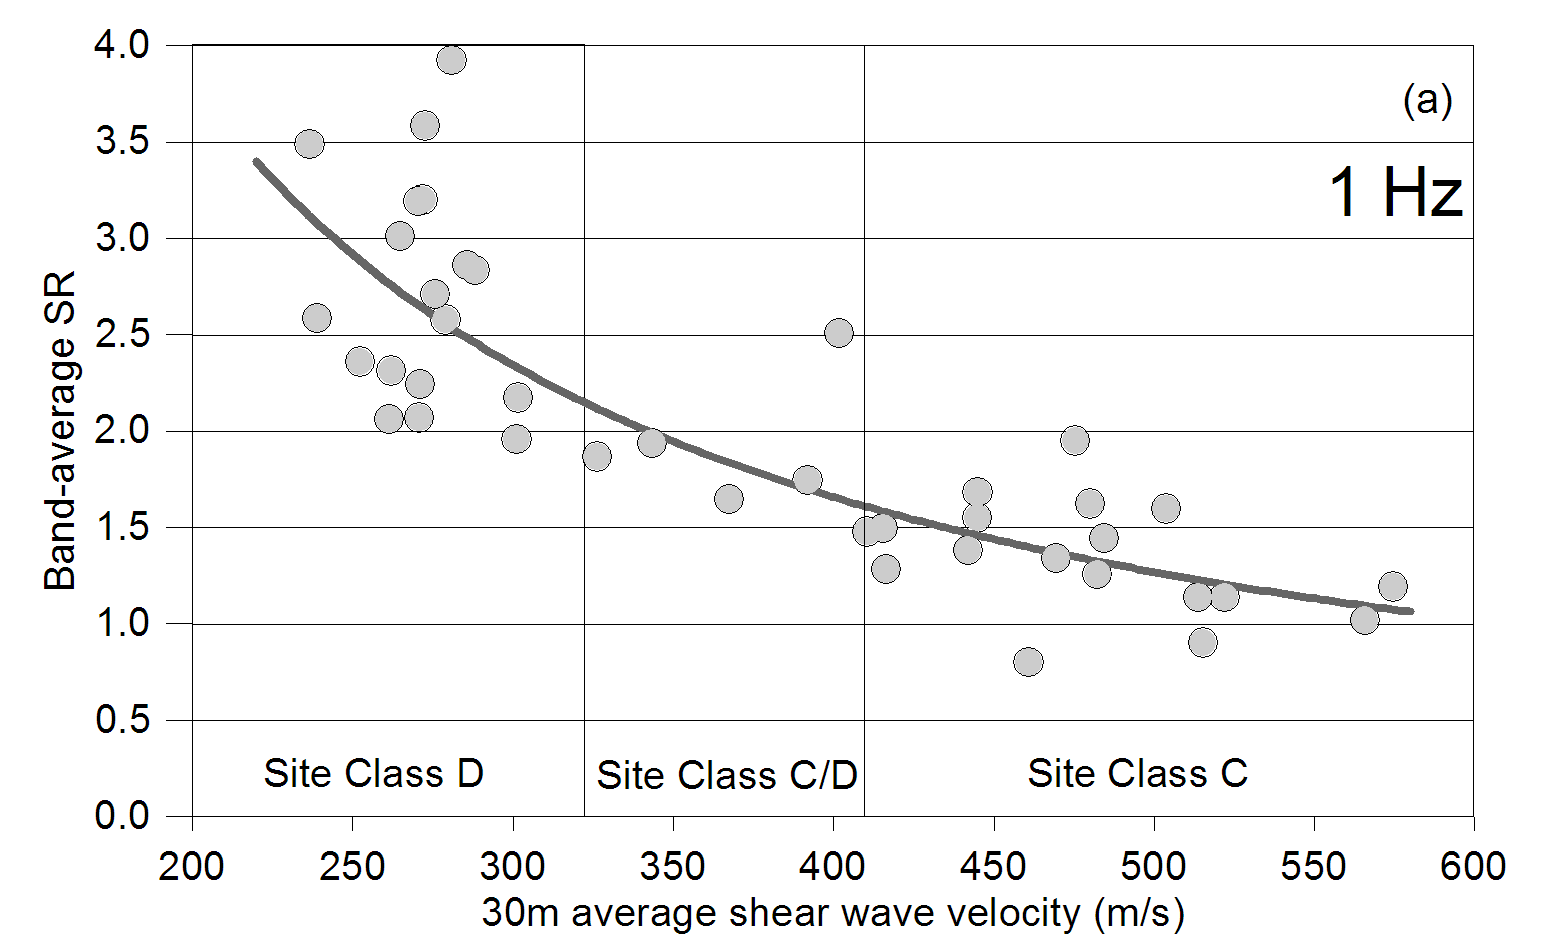 4.0
(a)
3.5
1 Hz
3.0
2.5
2.0
1.5
1.0
0.5
0.0
Band-average SR
Site Class D
Site Class C/D
Site Class C
200 250 300 350 400 450 500 550 600
30m average shear wave velocity (m/s)